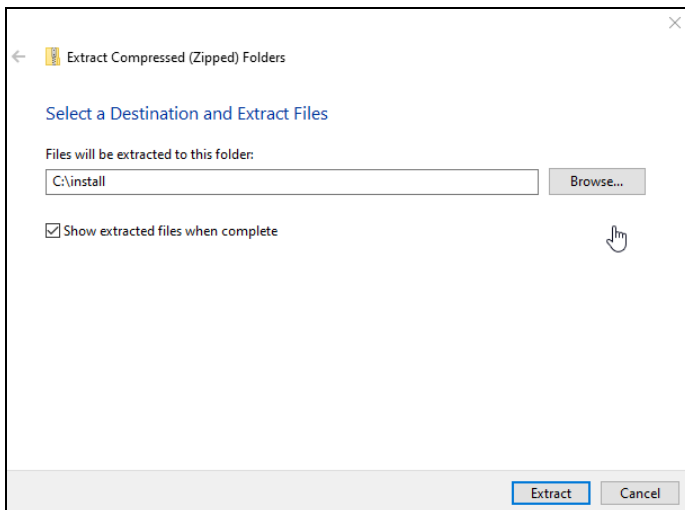 Extract Compressed (Zipped) Folders
Select a Destination and Extract Files
Files will be extracted to this folder:
C:\install
Browse...
Show extracted files when complete
Extract
Cancel